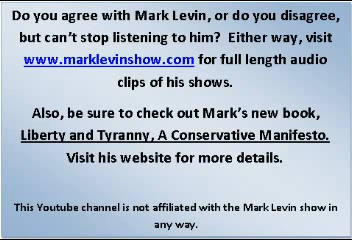 Do you agree with Mark Levin, or do you disagree,
but can't stop listening to him?  Either way, visit
www.marklevinshow.com for full length audio
clips of his shows.
Also, be sure to check out Mark's new book,
Liberty and Tyranny, A Conservative Manifesto.
Visit his website for more details.
This Youtube channel is not affiliated with the Mark Levin show in
any way.